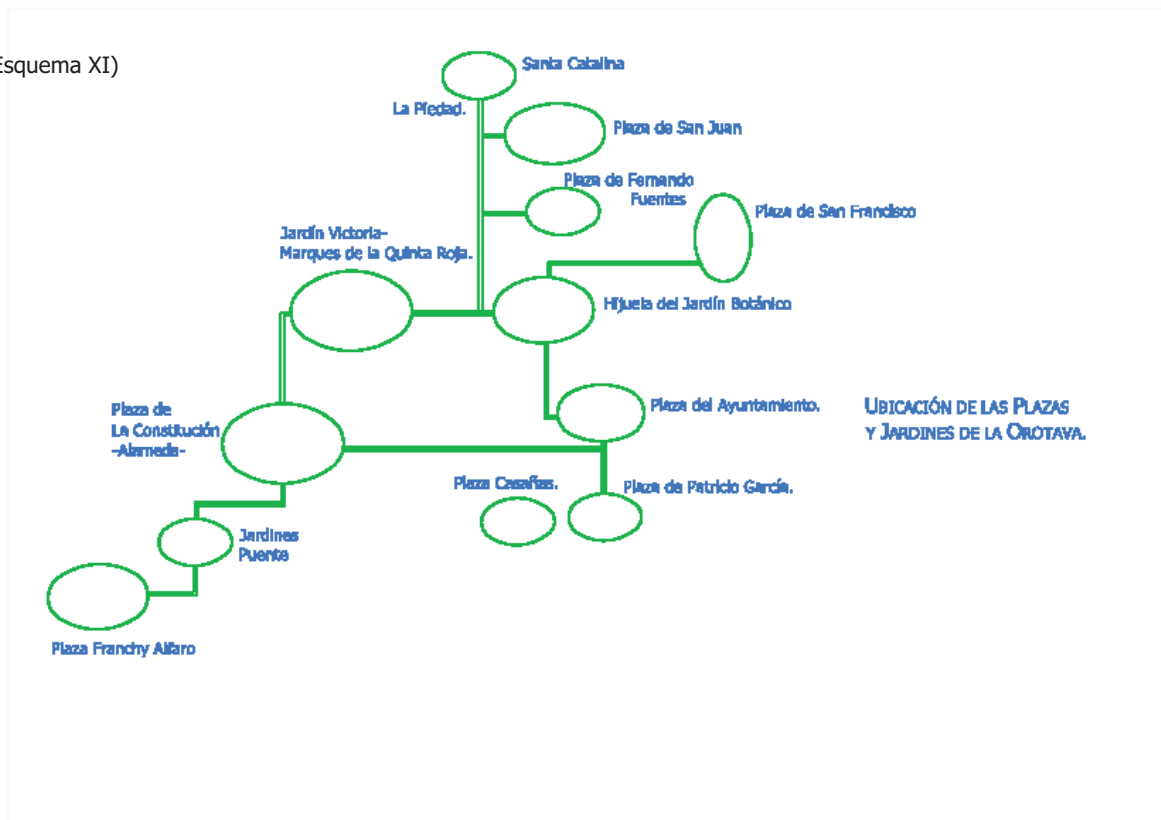 Esquema XI)
Santa Catalina
La Piedad.
Plaza de San Juan
Plaza de Fernando
Fuentes
Plaza de San Francisco
Jardín Victoria-
Marques de la Quinta Roja.
Hijuela del Jardín Botánico
Plaza de
La Constitución
-Alameda-
Plaza del Ayuntamiento.
UBICACIÓN DE LAS PLAZAS
Y JARDINES DE LA OROTAVA.
Plaza Casañas.
Plaza de Patricio García.
Jardines
Puente
Plaza Franchy Alfaro